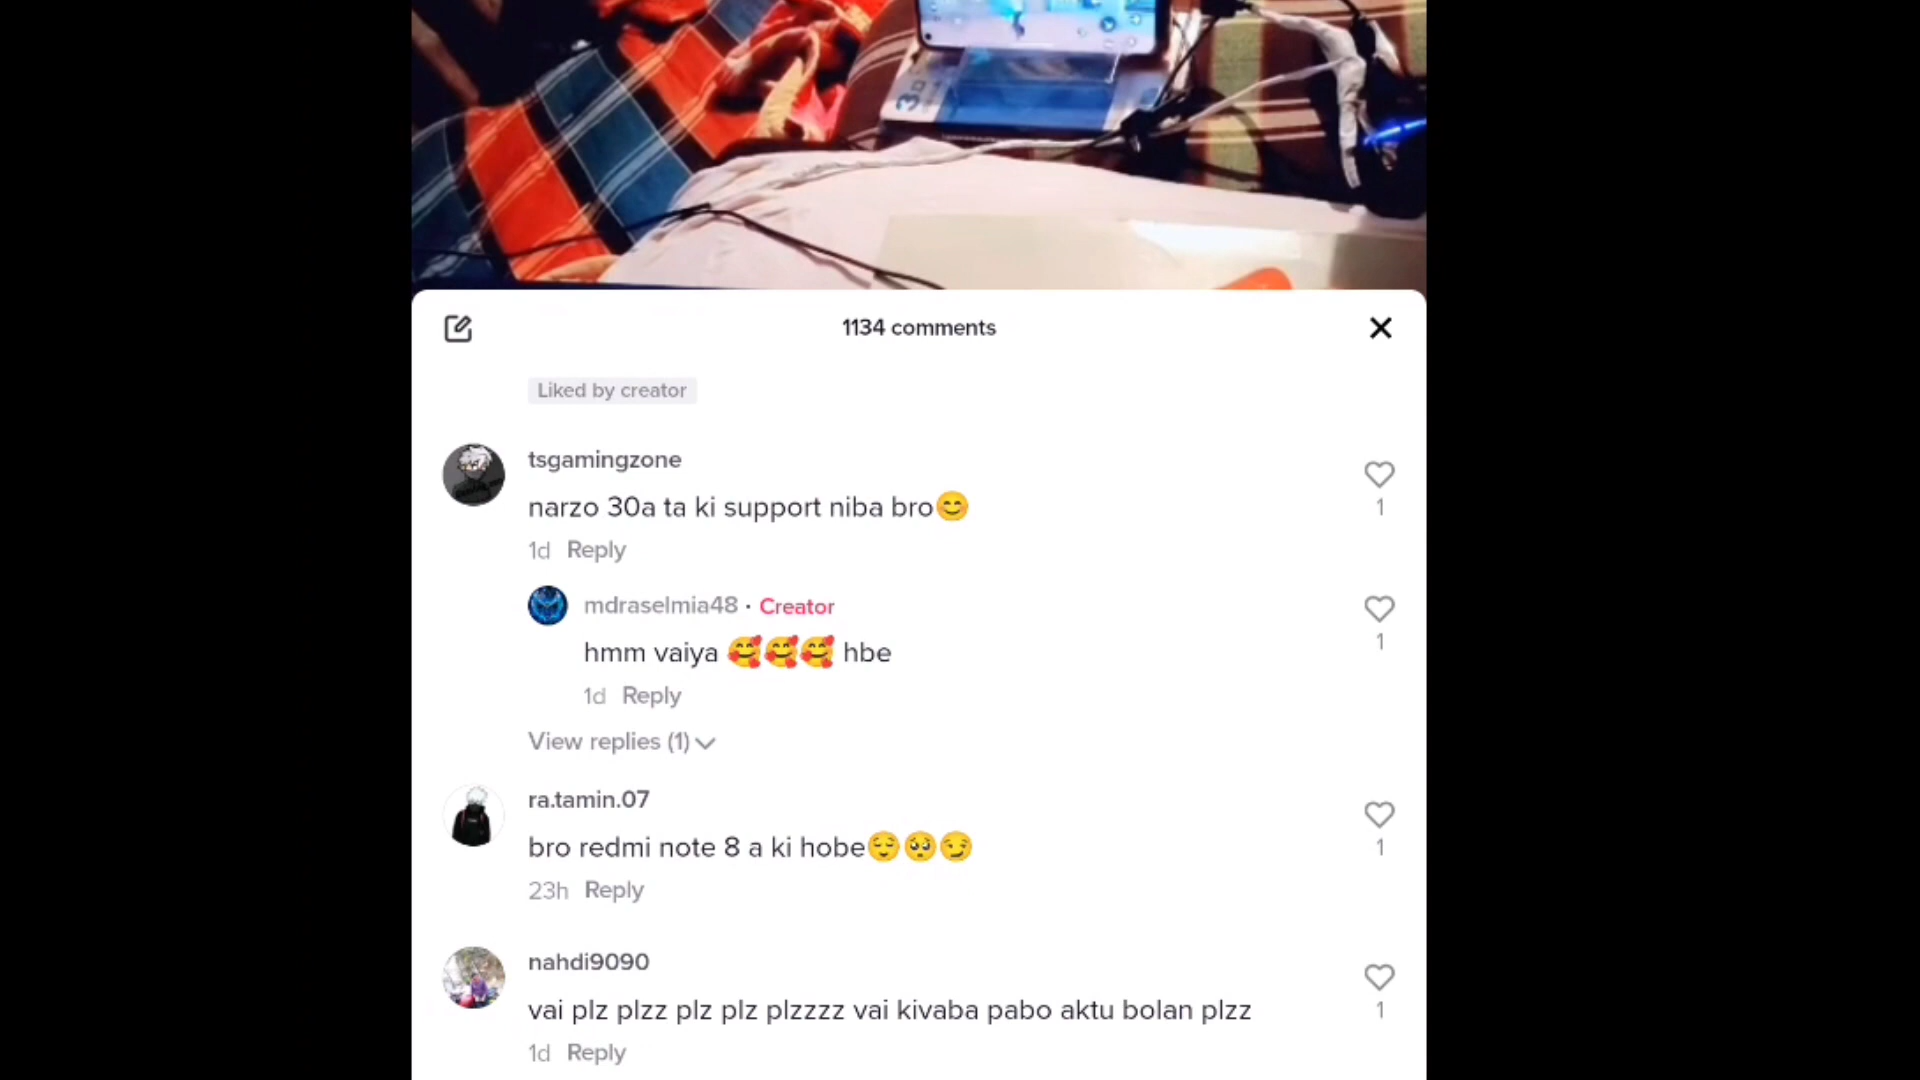 1134 comments
Liked by creator
tsgamingzone
narzo 30a ta ki support niba bro😊
1
1d Reply
mdraselmia48 · Creator
hmm vaiya 🥰🥰🥰 hbe
1
1d Reply
View replies (1)
ra.tamin.07
bro redmi note 8 a ki hobe😌🥺😏
1
23h Reply
nahdi9090
vai plz plzz plz plz plzzzz vai kivaba pabo aktu bolan plzz
1
1d Reply